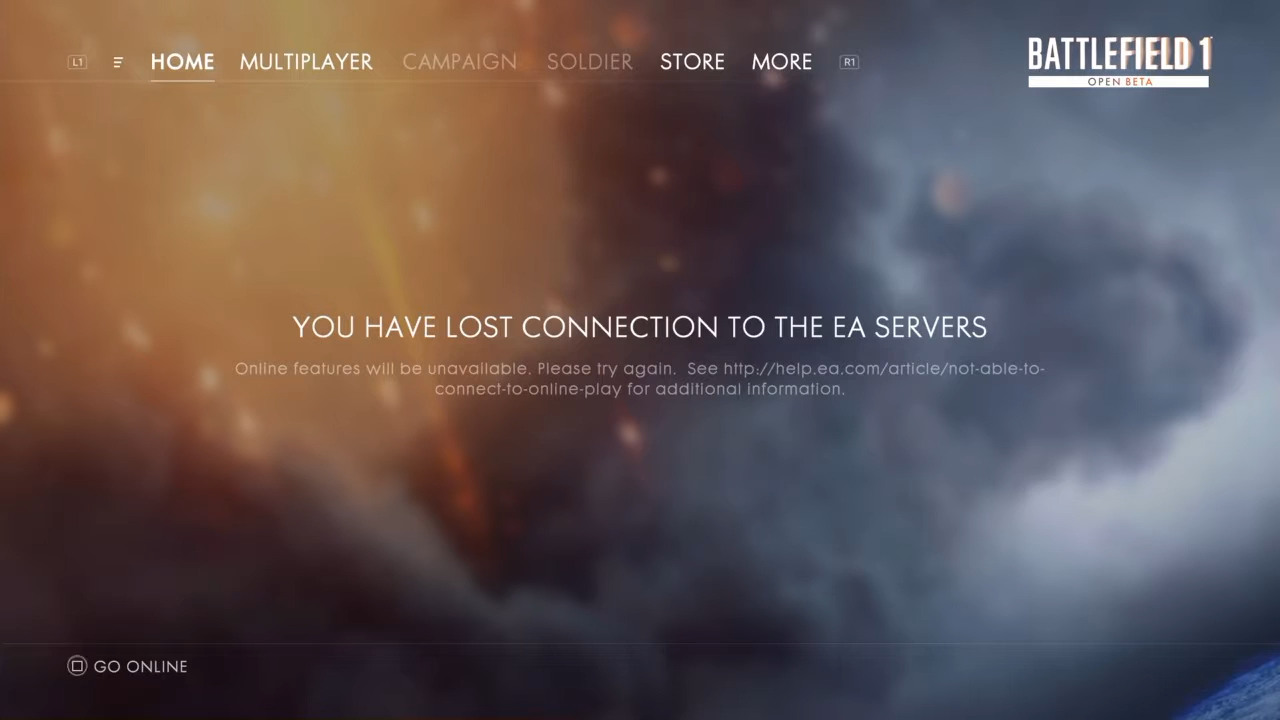 L1 HOME MULTIPLAYER CAMPAIGN SOLDIER STORE MORE R1
BATTLEFIELD 1
OPEN BETA
YOU HAVE LOST CONNECTION TO THE EA SERVERS
Online features will be unavailable. Please try again.  See http://help.ea.com/article/not-able-to-
connect-to-online-play for additional information.
GO ONLINE